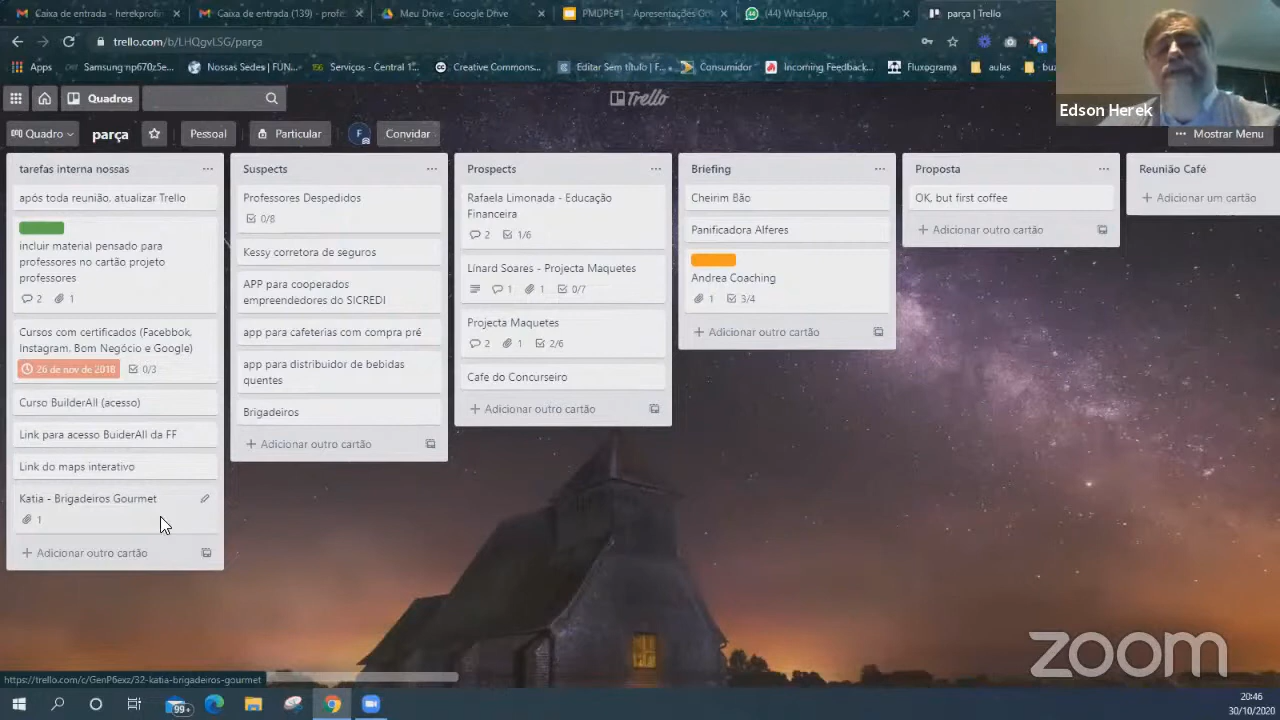 Caixa de entrada - herekprofe
Caixa de entrada (139) - profe
Meu Drive - Google Drive
PMDPE#1 - Apresentações Go
(44) WhatsApp
parça | Trello
trello.com/b/LHQgvLSG/parça
Apps
Samsung np670z5e...
Nossas Sedes | FUN...
Serviços - Central 1...
Creative Commons...
Editar Sem título | F...
Consumidor
Incoming Feedback...
Fluxograma
aulas
Edson Herek
Quadros
Trello
Quadro
parça
Pessoal
Particular
F
Convidar
Mostrar Menu
tarefas interna nossas
após toda reunião, atualizar Trello
incluir material pensado para
professores no cartão projeto
professores
2 1
Cursos com certificados (Facebbok,
Instagram, Bom Negócio e Google)
26 de nov de 2018 0/3
Curso BuilderAll (acesso)
Link para acesso BuiderAll da FF
Link do maps interativo
Katia - Brigadeiros Gourmet
1
Adicionar outro cartão
Suspects
Professores Despedidos
0/8
Kessy corretora de seguros
APP para cooperados
empreendedores do SICREDI
app para cafeterias com compra pré
app para distribuidor de bebidas
quentes
Brigadeiros
Adicionar outro cartão
Prospects
Rafaela Limonada - Educação
Financeira
2 1/6
Linard Soares - Projecta Maquetes
1 1 0/7
Projecta Maquetes
2 1 2/6
Cafe do Concurseiro
Adicionar outro cartão
Briefing
Cheirim Bão
Panificadora Alferes
Andrea Coaching
1 3/4
Adicionar outro cartão
Proposta
OK, but first coffee
Adicionar outro cartão
Reunião Café
Adicionar um cartão
zoom
https://trello.com/c/GenP6exz/32-katia-brigadeiros-gourmet
99+
20:46
30/10/2020